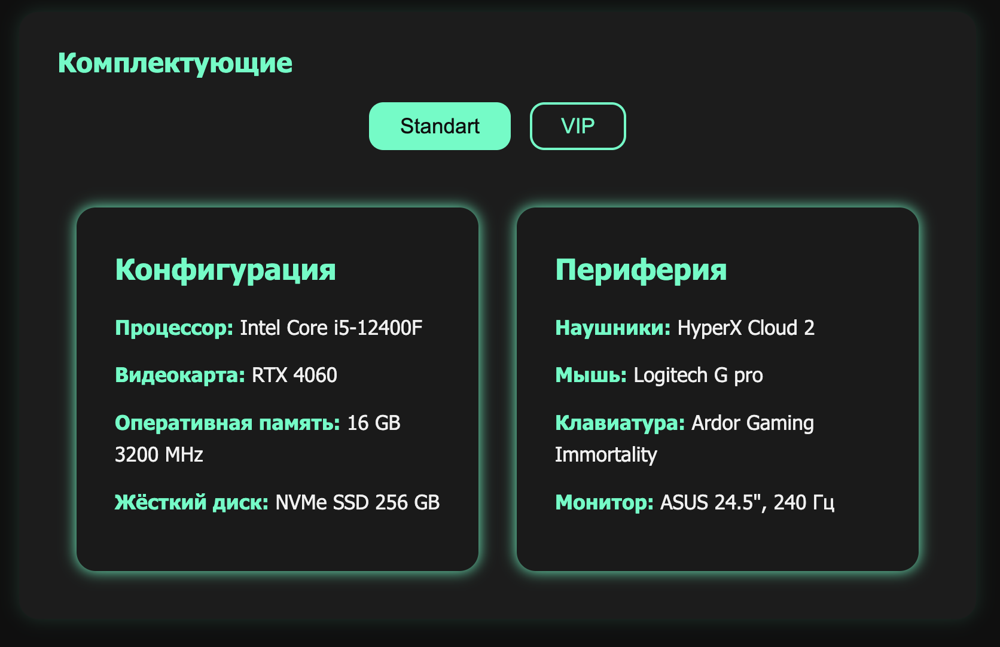 Комплектующие
Standart
VIP
Конфигурация
Процессор: Intel Core i5-12400F
Видеокарта: RTX 4060
Оперативная память: 16 GB
3200 MHz
Жёсткий диск: NVMe SSD 256 GB
Периферия
Наушники: HyperX Cloud 2
Мышь: Logitech G pro
Клавиатура: Ardor Gaming
Immortality
Монитор: ASUS 24.5", 240 Гц